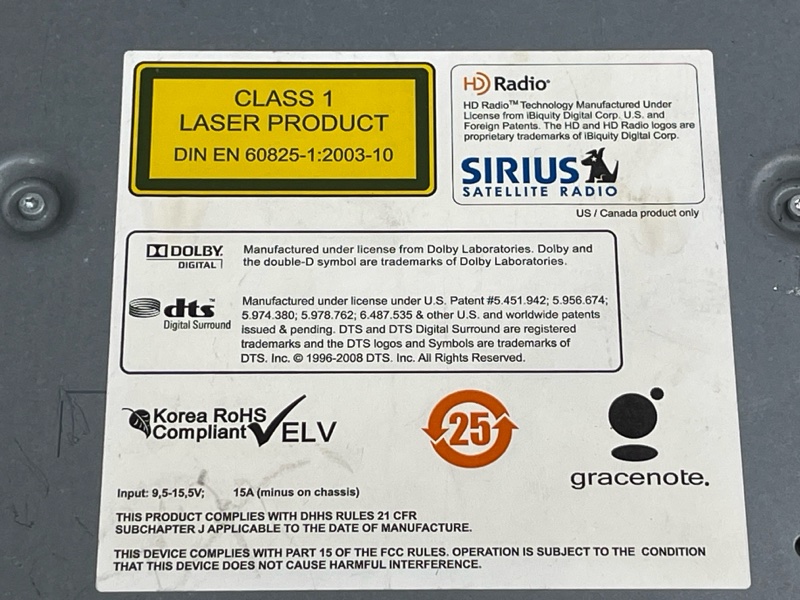 CLASS 1
LASER PRODUCT
DIN EN 60825-1:2003-10
HD Radio®
HD Radio™ Technology Manufactured Under
License from iBiquity Digital Corp. U.S. and
Foreign Patents. The HD and HD Radio logos are
proprietary trademarks of iBiquity Digital Corp.
SIRIUS
SATELLITE RADIO
US / Canada product only
DOLBY.
DIGITAL
Manufactured under license from Dolby Laboratories. Dolby and
the double-D symbol are trademarks of Dolby Laboratories.
dts™
Digital Surround
Manufactured under license under U.S. Patent #5.451.942; 5.956.674;
5.974.380; 5.978.762; 6.487.535 & other U.S. and worldwide patents
issued & pending. DTS and DTS Digital Surround are registered
trademarks and the DTS logos and Symbols are trademarks of
DTS. Inc. © 1996-2008 DTS. Inc. All Rights Reserved.
Korea RoHS
Compliant
ELV
25
gracenote.
Input: 9,5-15,5V; 15A (minus on chassis)
THIS PRODUCT COMPLIES WITH DHHS RULES 21 CFR
SUBCHAPTER J APPLICABLE TO THE DATE OF MANUFACTURE.
THIS DEVICE COMPLIES WITH PART 15 OF THE FCC RULES. OPERATION IS SUBJECT TO THE CONDITION
THAT THIS DEVICE DOES NOT CAUSE HARMFUL INTERFERENCE.